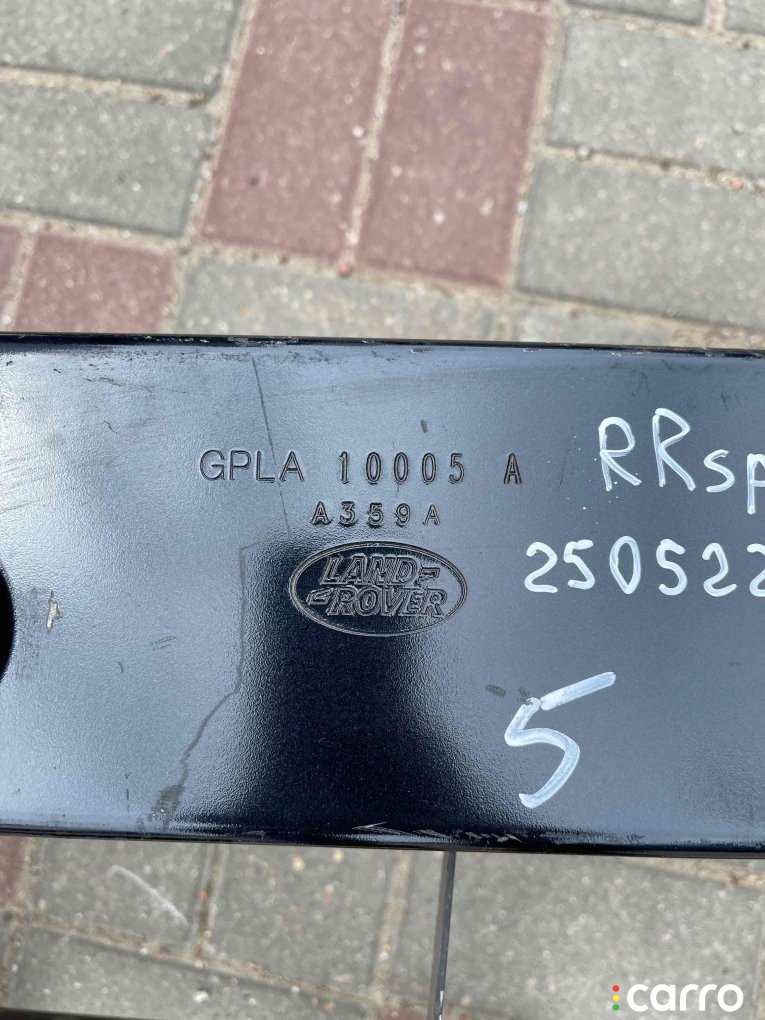 GPLA 10005 A
A359A
LAND-
ROVER
RRsp
250522
5
carro